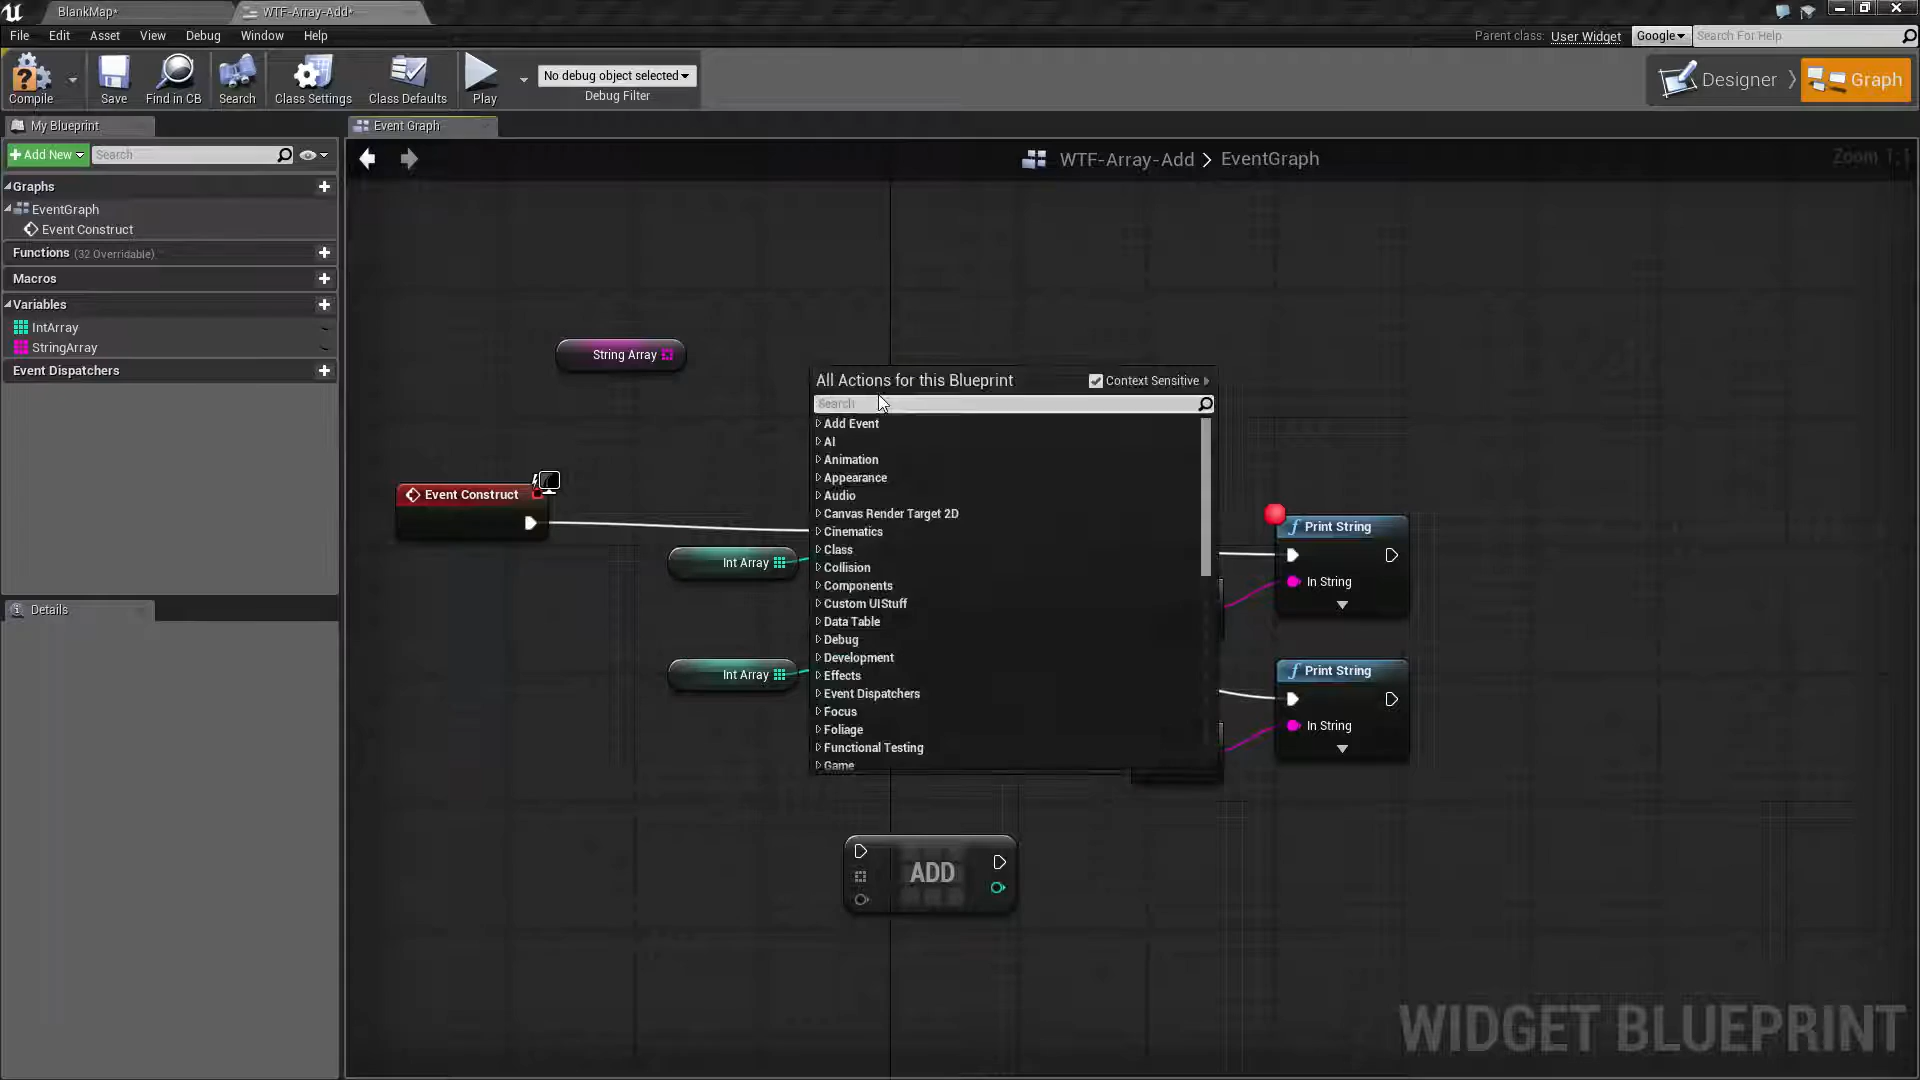 BlankMap*
WTF-Array-Add*
File Edit Asset View Debug Window Help
Parent class: User Widget Google Search For Help
Compile Save Find in CB Search Class Settings Class Defaults Play
No debug object selected
Debug Filter
Designer Graph
My Blueprint
Event Graph
Add New Search
WTF-Array-Add > EventGraph
Zoom 1:1
Graphs
EventGraph
Event Construct
Functions (32 Overridable)
Macros
Variables
IntArray
StringArray
Event Dispatchers
Details
String Array
Event Construct
Int Array
Int Array
All Actions for this Blueprint Context Sensitive
Search
Add Event
AI
Animation
Appearance
Audio
Canvas Render Target 2D
Cinematics
Class
Collision
Components
Custom UIStuff
Data Table
Debug
Development
Effects
Event Dispatchers
Focus
Foliage
Functional Testing
Game
f Print String
In String
f Print String
In String
ADD
WIDGET BLUEPRINT